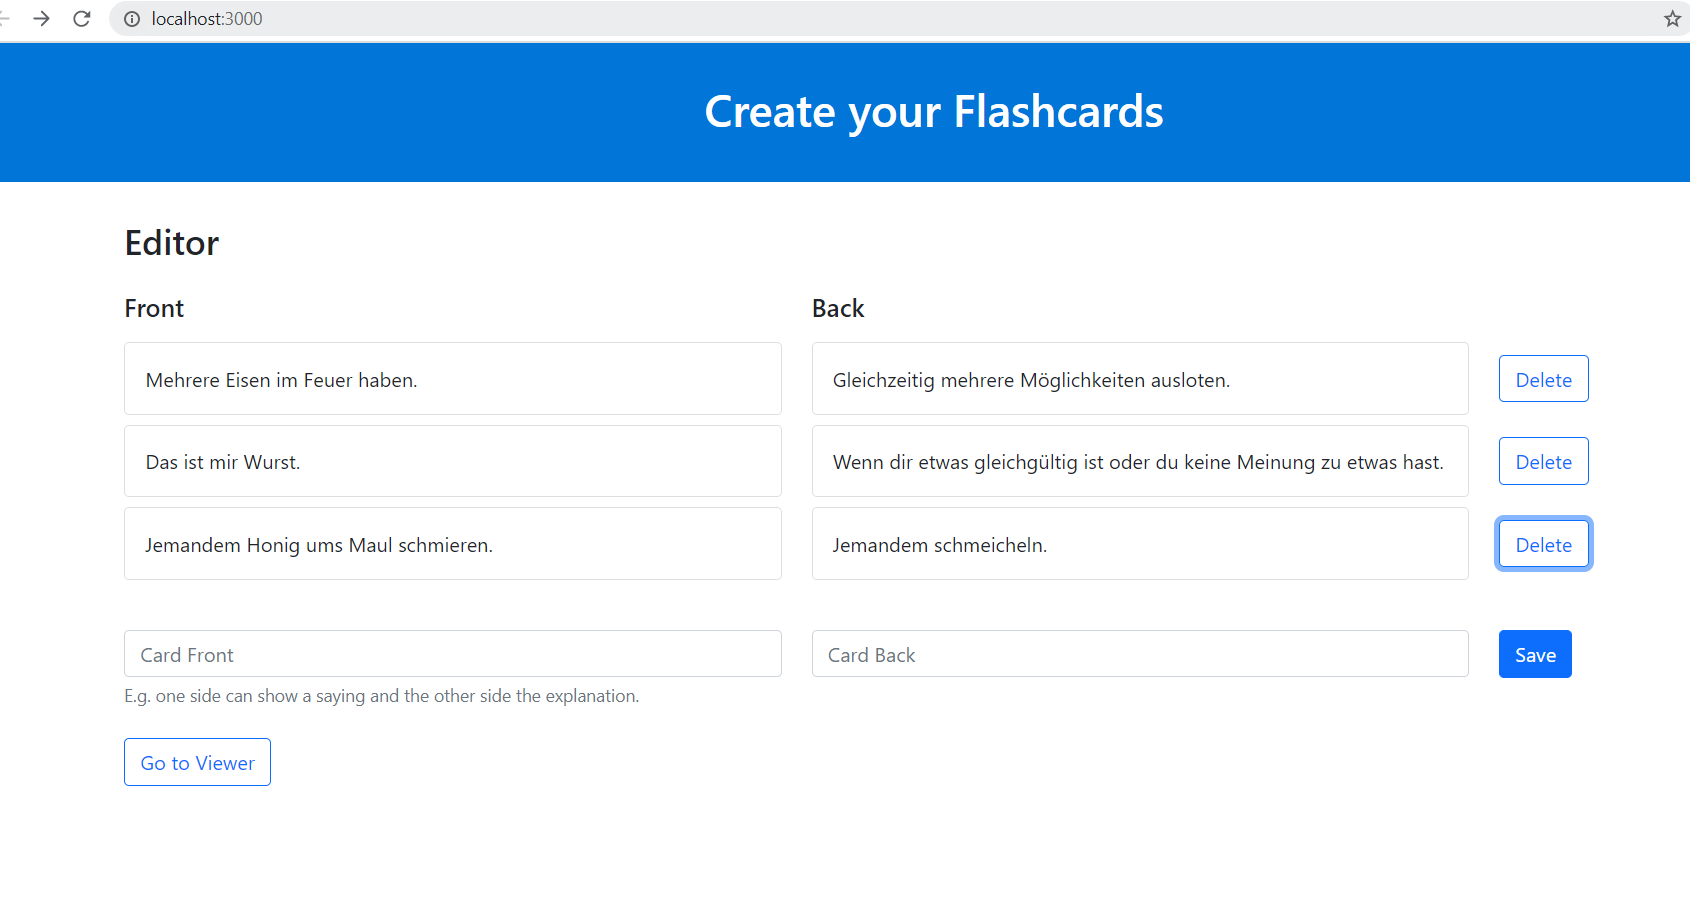 localhost:3000
Create your Flashcards
Editor
Front Back
Mehrere Eisen im Feuer haben. Gleichzeitig mehrere Möglichkeiten ausloten. Delete
Das ist mir Wurst. Wenn dir etwas gleichgültig ist oder du keine Meinung zu etwas hast. Delete
Jemandem Honig ums Maul schmieren. Jemandem schmeicheln. Delete
Card Front Card Back Save
E.g. one side can show a saying and the other side the explanation.
Go to Viewer